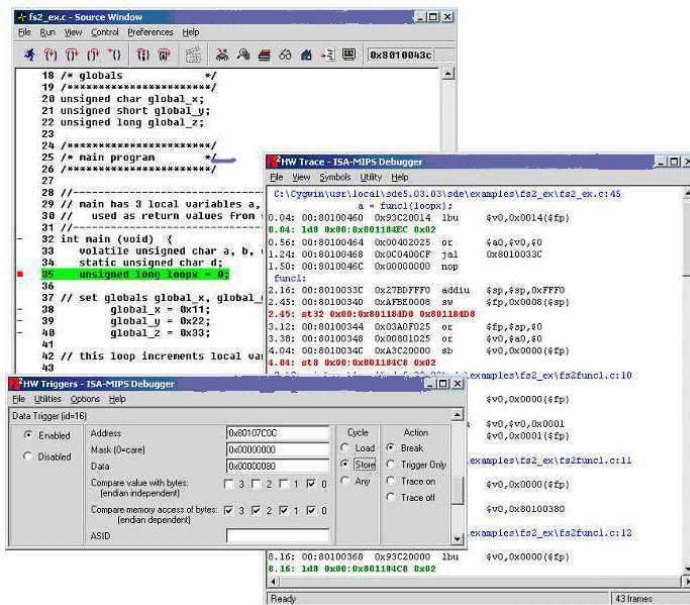 fs2_ex.c - Source Window
File Run View Control Preferences Help
0x8010043c
18 /* globals */
19 /************************/
20 unsigned char global_x;
21 unsigned short global_y;
22 unsigned long global_z;
23
24 /************************/
25 /* main program */
26 /************************/
27
28 //
29 // main has 3 local variables a,
30 // used as return values from
31 //
32 int main (void) {
33 volatile unsigned char a, b,
34 static unsigned char d;
35 unsigned long loopx = 0;
36
37 // set globals global_x, global_
38 global_x = 0x11;
39 global_y = 0x22;
40 global_z = 0x33;
41
42 // this loop increments local va
43
HW Trace - ISA-MIPS Debugger
File View Symbols Utility Help
C:\Cygwin\usr\local\sde5.03.03\sde\examples\fs2_ex\fs2_ex.c:45
a = func1(loopx);
0.04: 00:80100460 0x93C20014 lbu $v0,0x0014($fp)
0.04: ld8 0x00:0x801184EC 0x02
0.56: 00:80100464 0x00402025 or $a0,$v0,$0
1.24: 00:80100468 0x0C0400CF jal 0x8010033C
1.50: 00:8010046C 0x00000000 nop
func1:
2.16: 00:8010033C 0x27BDFFF0 addiu $sp,$sp,0xFFF0
2.45: 00:80100340 0xAFBE0008 sw $fp,0x0008($sp)
2.45: st32 0x00:0x801184D8 0x801184D8
3.12: 00:80100344 0x03A0F025 or $fp,$sp,$0
3.38: 00:80100348 0x00801025 or $v0,$a0,$0
4.04: 00:8010034C 0xA3C20000 sb $v0,0x0000($fp)
4.04: st8 0x00:0x801184C8 0x02
examples\fs2_ex\fs2func1.c:10
$v0,0x0000($fp)
$v0,$v0,0x0001
$v0,0x0001($fp)
examples\fs2_ex\fs2func1.c:11
$v0,0x0000($fp)
$v0,0x80100380
examples\fs2_ex\fs2func1.c:12
8.16: 00:80100368 0x93C20000 lbu $v0,0x0000($fp)
8.16: ld8 0x00:0x801184C8 0x02
Ready 43 frames
HW Triggers - ISA-MIPS Debugger
File Utilities Options Help
Data Trigger (id=16)
Enabled
Disabled
Address 0x80107C0C
Mask (0=care) 0x00000000
Data 0x00000080
Compare value with bytes: 3 2 1 0
(endian independent)
Compare memory access of bytes: 3 2 1 0
(endian dependent)
ASID
Cycle
Load
Store
Any
Action
Break
Trigger Only
Trace on
Trace off